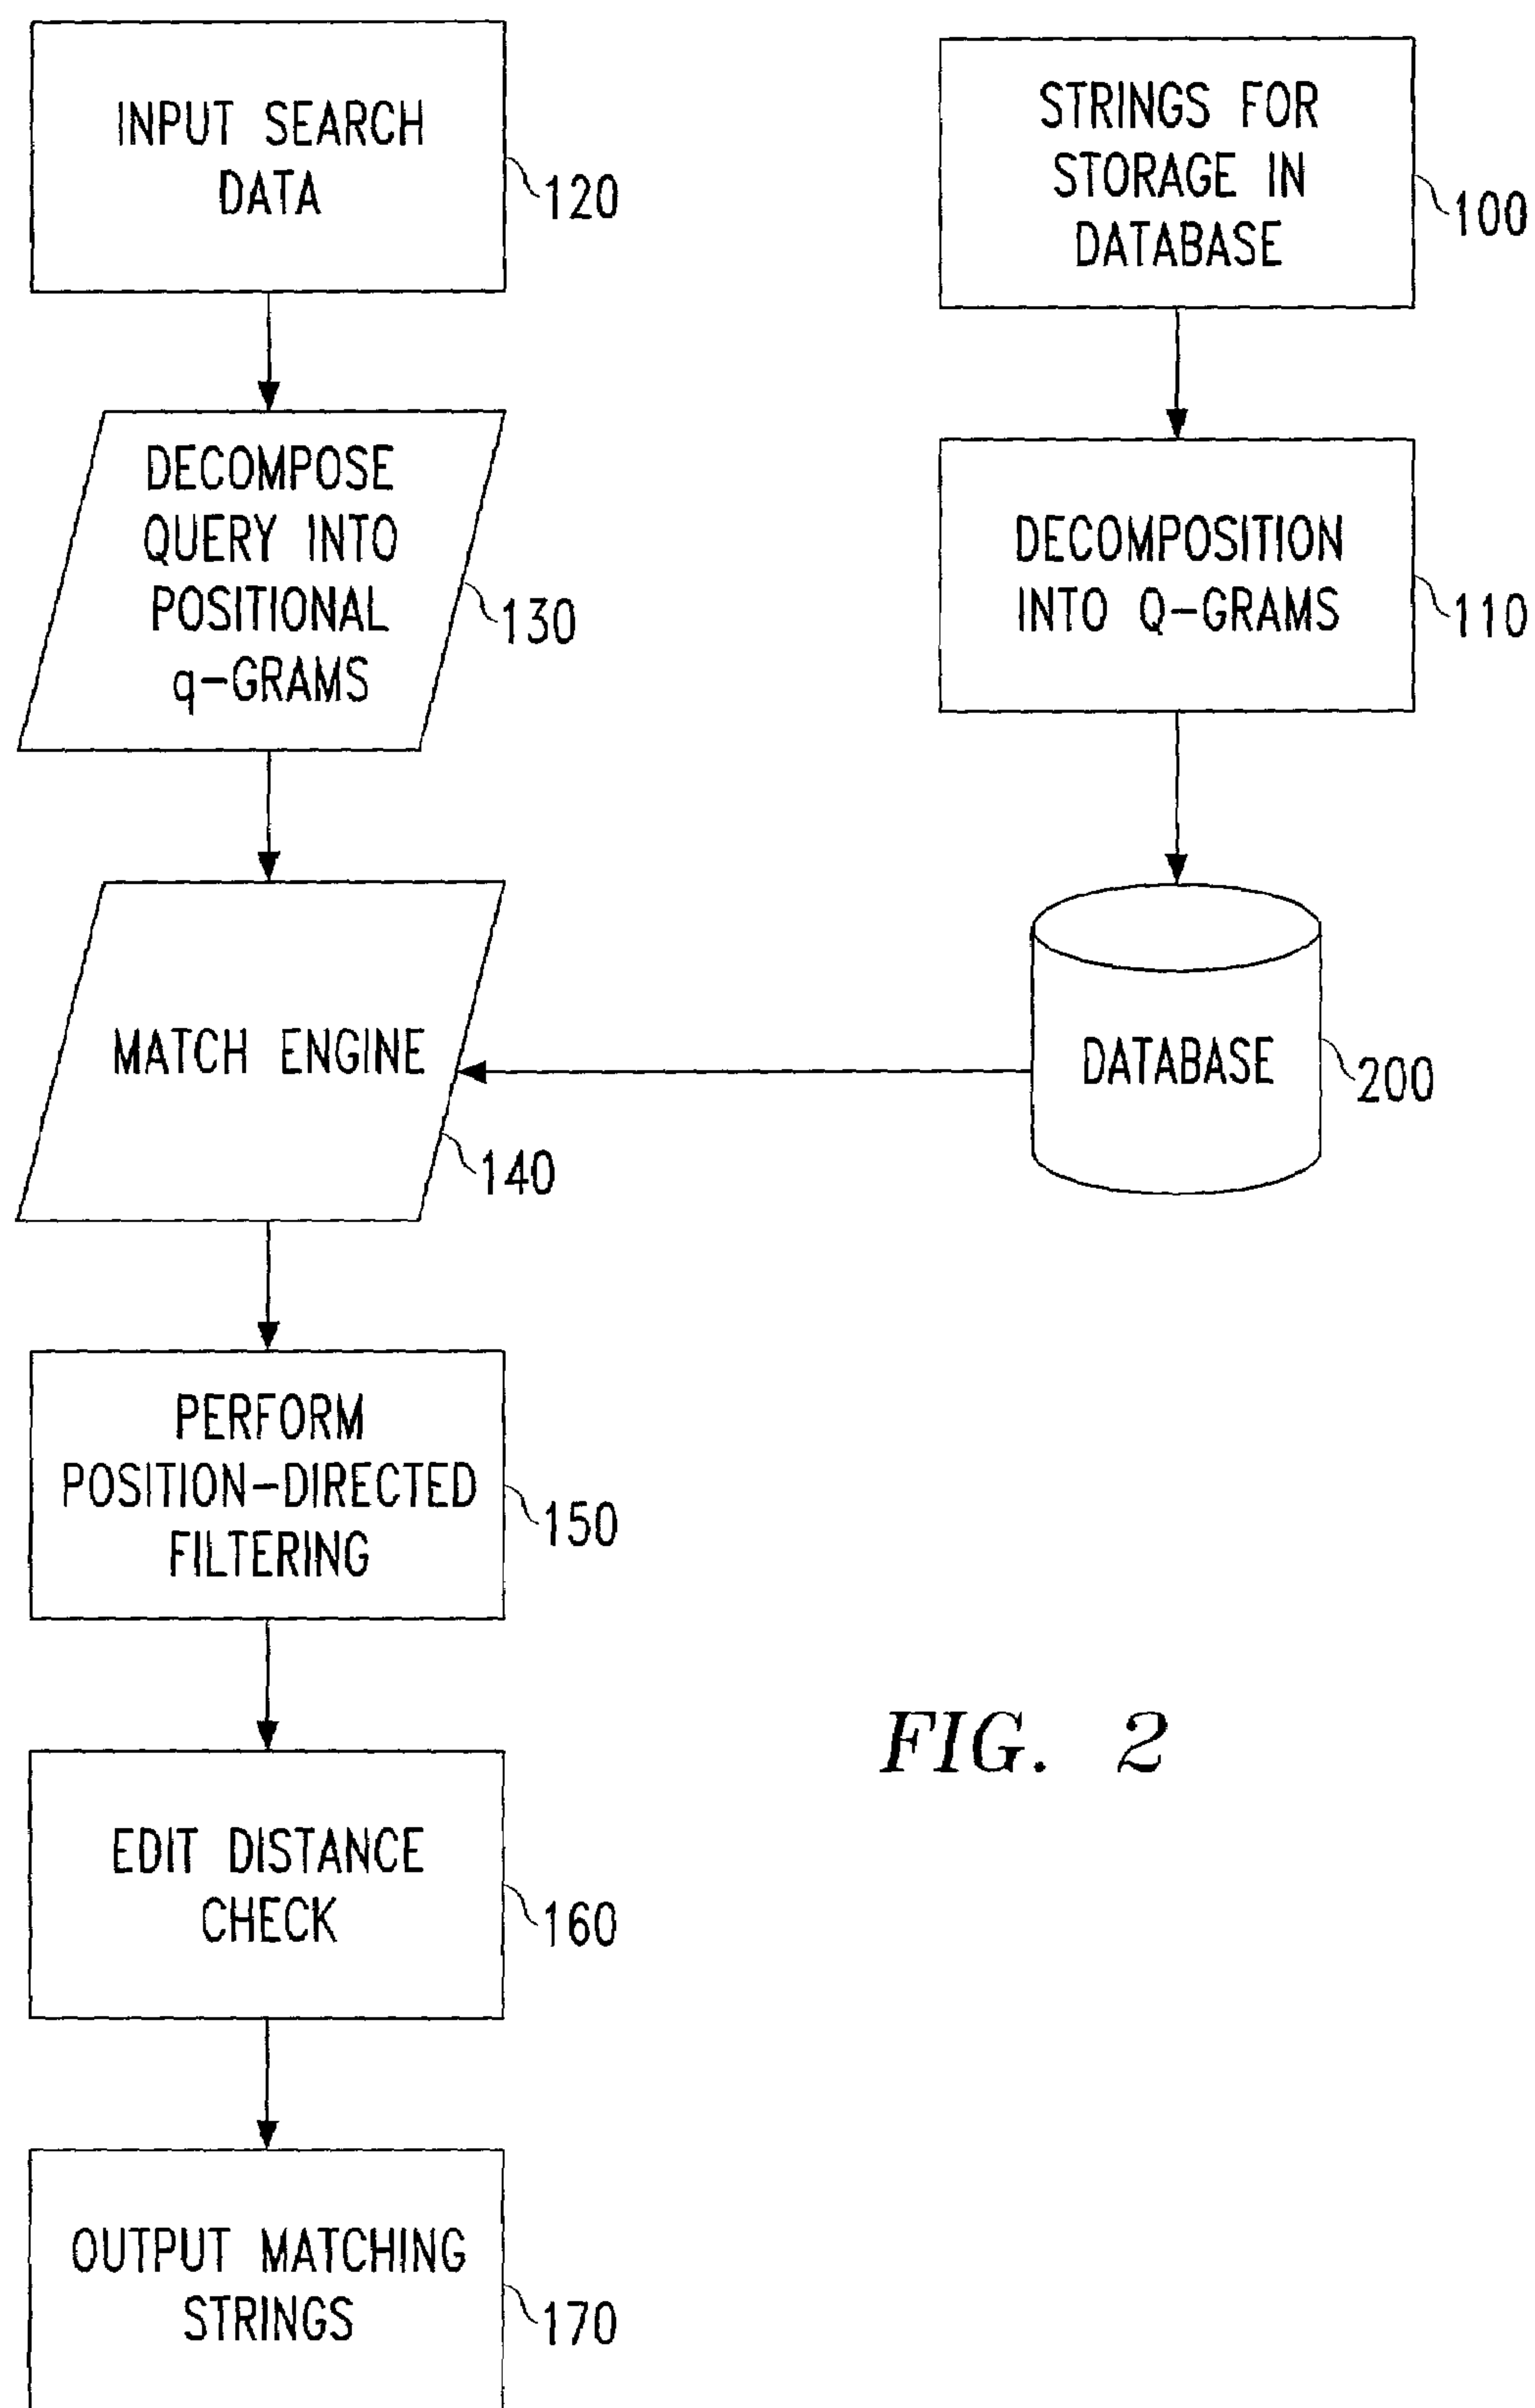 INPUT SEARCH
DATA
120
DECOMPOSE
QUERY INTO
POSITIONAL
q-GRAMS
130
MATCH ENGINE
140
PERFORM
POSITION-DIRECTED
FILTERING
150
EDIT DISTANCE
CHECK
160
OUTPUT MATCHING
STRINGS
170
STRINGS FOR
STORAGE IN
DATABASE
100
DECOMPOSITION
INTO Q-GRAMS
110
DATABASE
200
FIG. 2